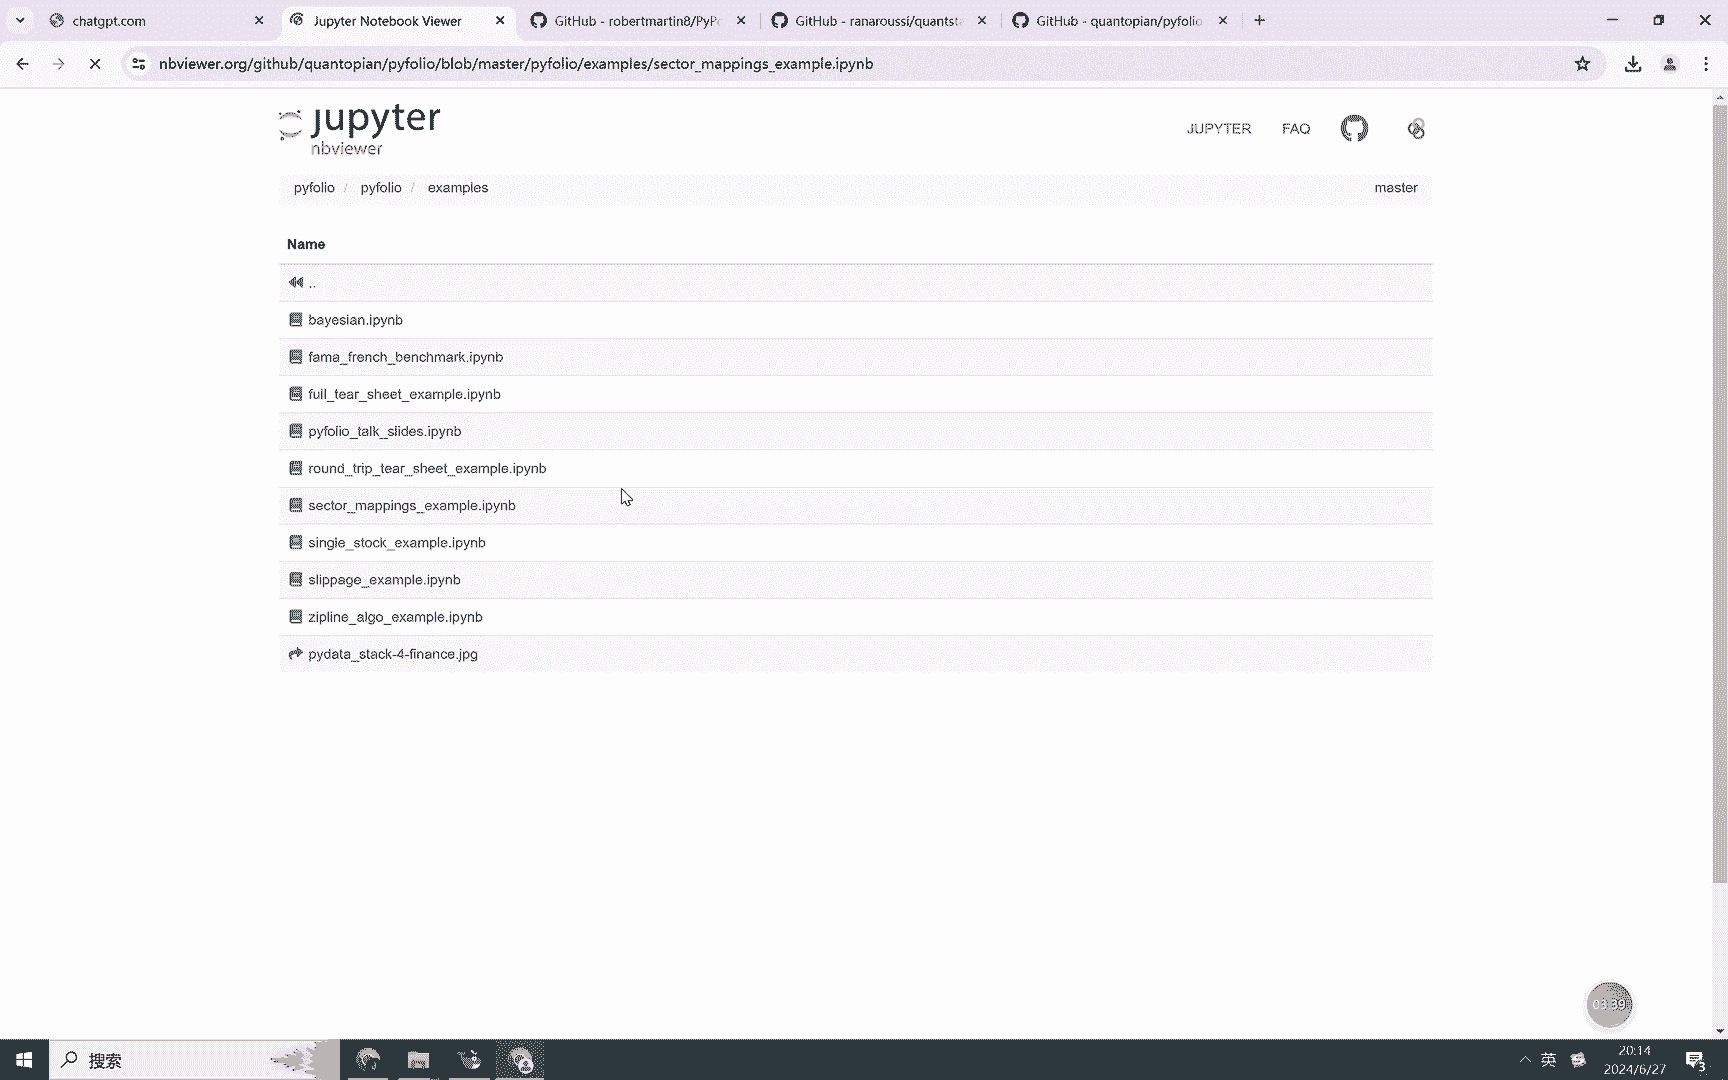 chatgpt.com
Jupyter Notebook Viewer
GitHub - robertmartin8/PyPo
GitHub - ranaroussi/quantsta
GitHub - quantopian/pyfolio
nbviewer.org/github/quantopian/pyfolio/blob/master/pyfolio/examples/sector_mappings_example.ipynb
jupyter
nbviewer
JUPYTER FAQ
pyfolio / pyfolio / examples
master
Name
..
bayesian.ipynb
fama_french_benchmark.ipynb
full_tear_sheet_example.ipynb
pyfolio_talk_slides.ipynb
round_trip_tear_sheet_example.ipynb
sector_mappings_example.ipynb
single_stock_example.ipynb
slippage_example.ipynb
zipline_algo_example.ipynb
pydata_stack-4-finance.jpg
03:39
搜索
英
20:14
2024/6/27
3